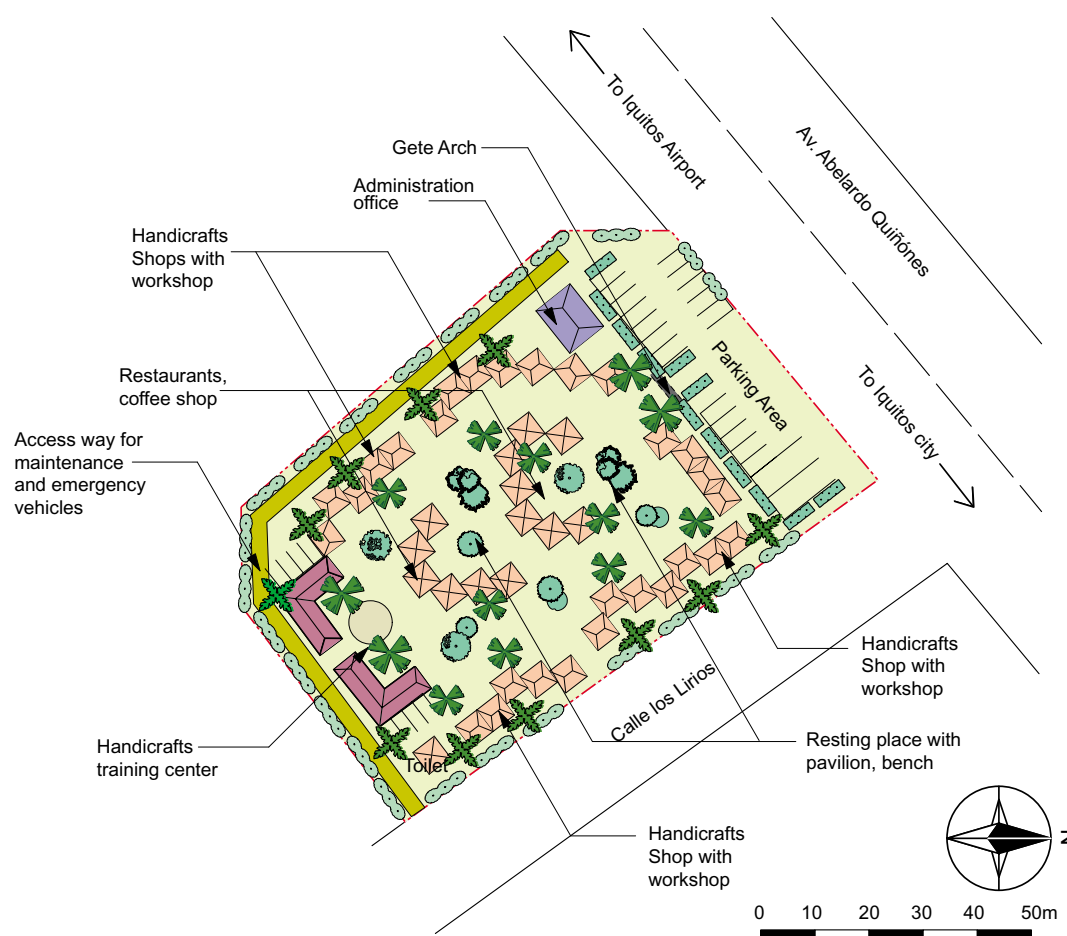 To Iquitos Airport
Av. Abelardo Quiñónes
Gete Arch
Administration
office
Handicrafts
Shops with
workshop
Parking Area
Restaurants,
coffee shop
To Iquitos city
Access way for
maintenance
and emergency
vehicles
Handicrafts
Shop with
workshop
Calle los Lirios
Resting place with
pavilion, bench
Handicrafts
training center
Toilet
Handicrafts
Shop with
workshop
N
0 10 20 30 40 50m